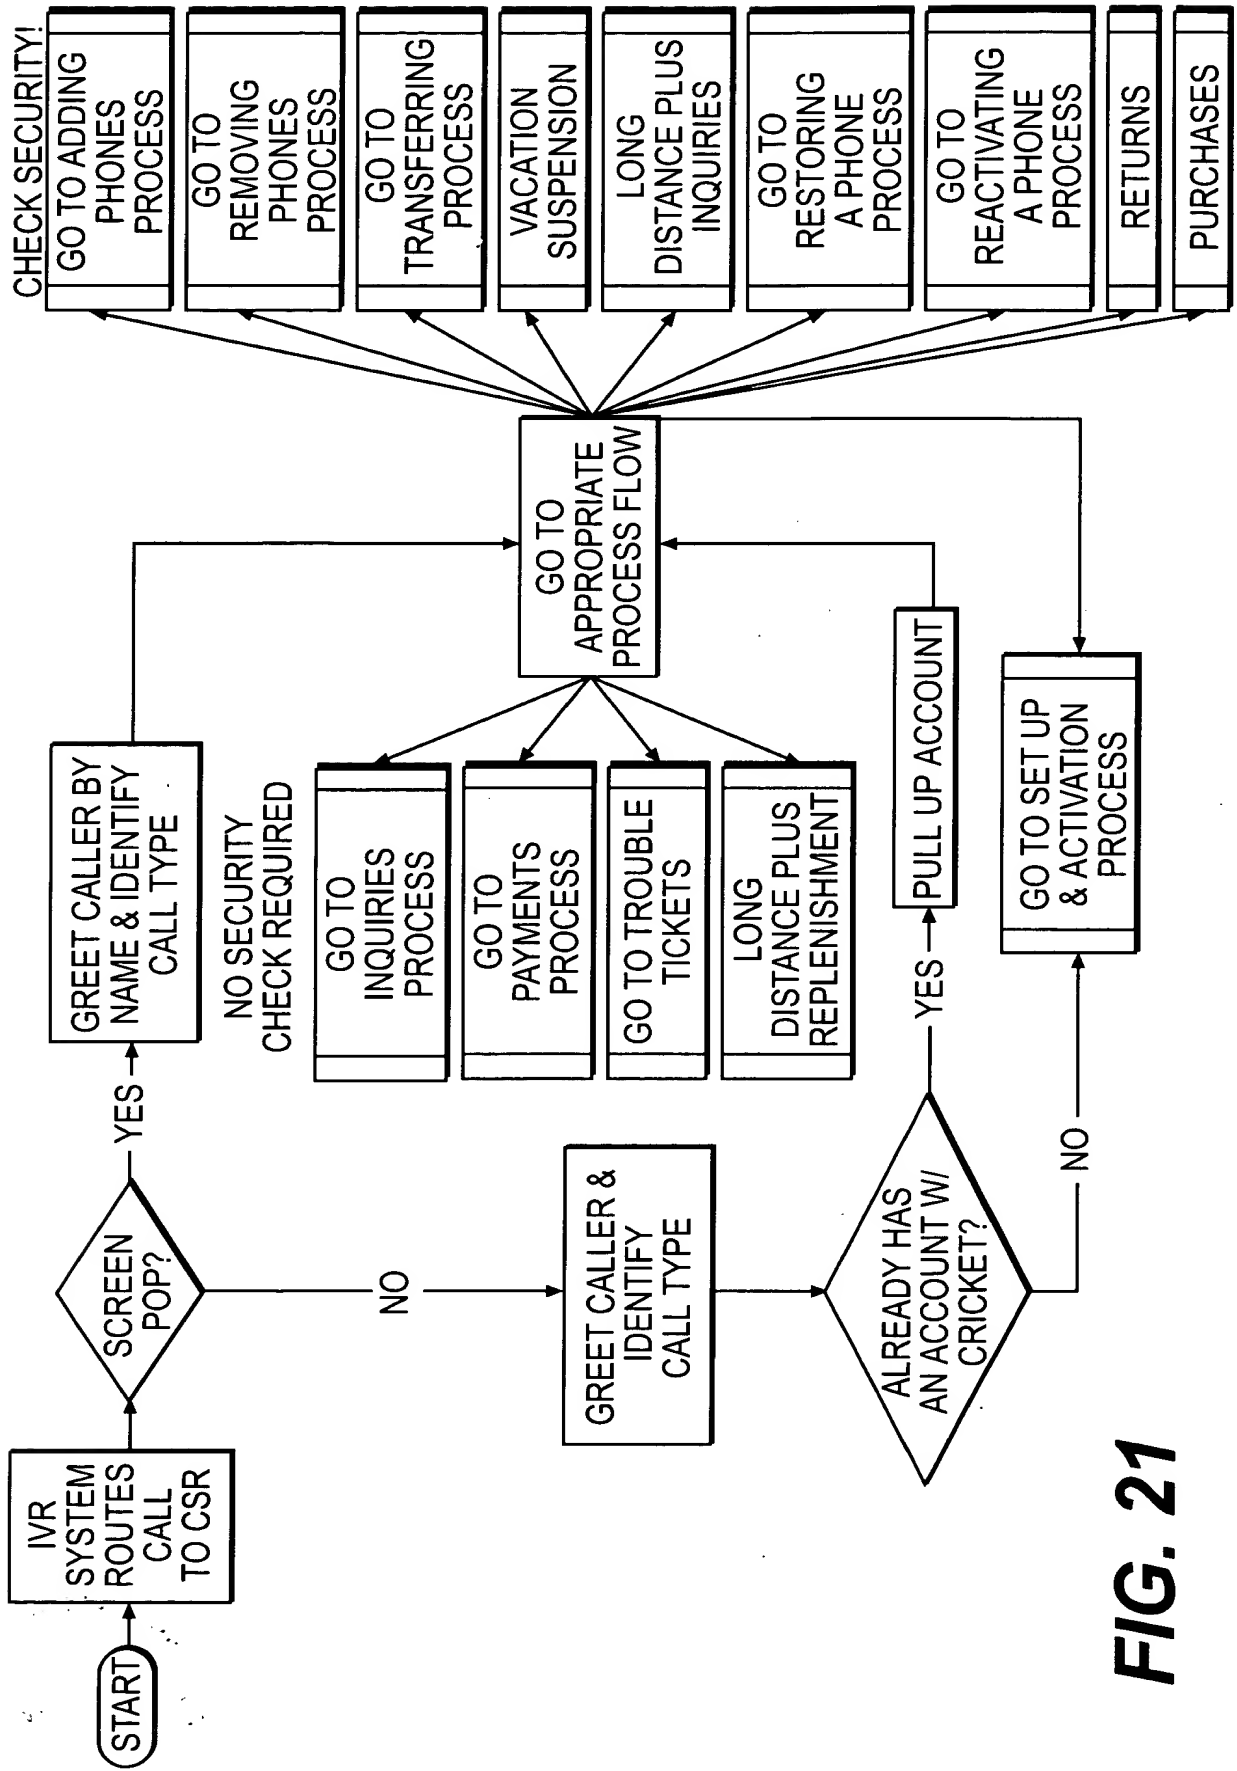 START
IVR
SYSTEM
ROUTES
CALL
TO CSR
SCREEN
POP?
YES
GREET CALLER BY
NAME & IDENTIFY
CALL TYPE
NO
GREET CALLER &
IDENTIFY
CALL TYPE
ALREADY HAS
AN ACCOUNT W/
CRICKET?
YES
PULL UP ACCOUNT
NO
GO TO SET UP
& ACTIVATION
PROCESS
GO TO
APPROPRIATE
PROCESS FLOW
NO SECURITY
CHECK REQUIRED
GO TO
INQUIRIES
PROCESS
GO TO
PAYMENTS
PROCESS
GO TO TROUBLE
TICKETS
LONG
DISTANCE PLUS
REPLENISHMENT
CHECK SECURITY!
GO TO ADDING
PHONES
PROCESS
GO TO
REMOVING
PHONES
PROCESS
GO TO
TRANSFERRING
PROCESS
VACATION
SUSPENSION
LONG
DISTANCE PLUS
INQUIRIES
GO TO
RESTORING
A PHONE
PROCESS
GO TO
REACTIVATING
A PHONE
PROCESS
RETURNS
PURCHASES
FIG. 21